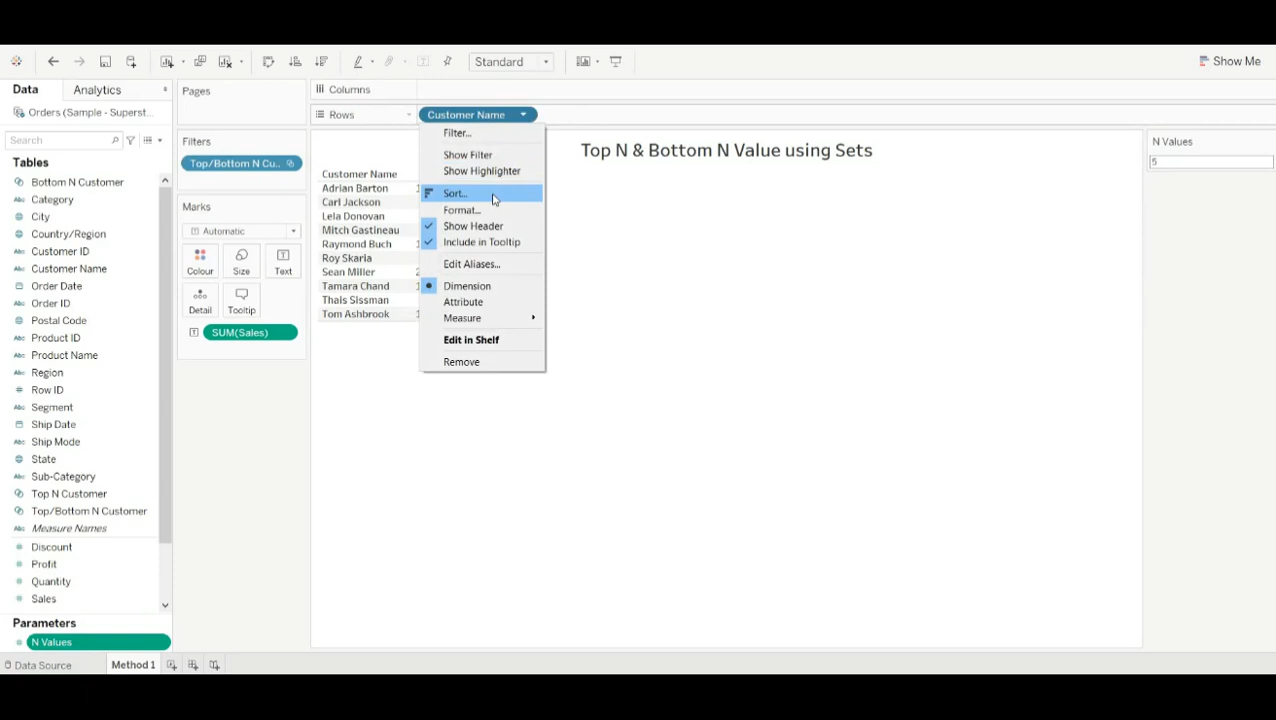 Standard
Show Me
Data
Analytics
Pages
Columns
Orders (Sample - Superst...
Rows
Customer Name
Search
Filters
Top/Bottom N Cu..
Tables
Bottom N Customer
Category
City
Country/Region
Customer ID
Customer Name
Order Date
Order ID
Postal Code
Product ID
Product Name
Region
Row ID
Segment
Ship Date
Ship Mode
State
Sub-Category
Top N Customer
Top/Bottom N Customer
Measure Names
Discount
Profit
Quantity
Sales
Parameters
N Values
Marks
Automatic
Colour
Size
Text
Detail
Tooltip
SUM(Sales)
Top N & Bottom N Value using Sets
Customer Name
Adrian Barton 1
Carl Jackson
Lela Donovan
Mitch Gastineau
Raymond Buch 1
Roy Skaria
Sean Miller 2
Tamara Chand 1
Thais Sissman
Tom Ashbrook 1
Filter...
Show Filter
Show Highlighter
Sort...
Format...
Show Header
Include in Tooltip
Edit Aliases...
Dimension
Attribute
Measure
Edit in Shelf
Remove
N Values
5
Data Source
Method 1